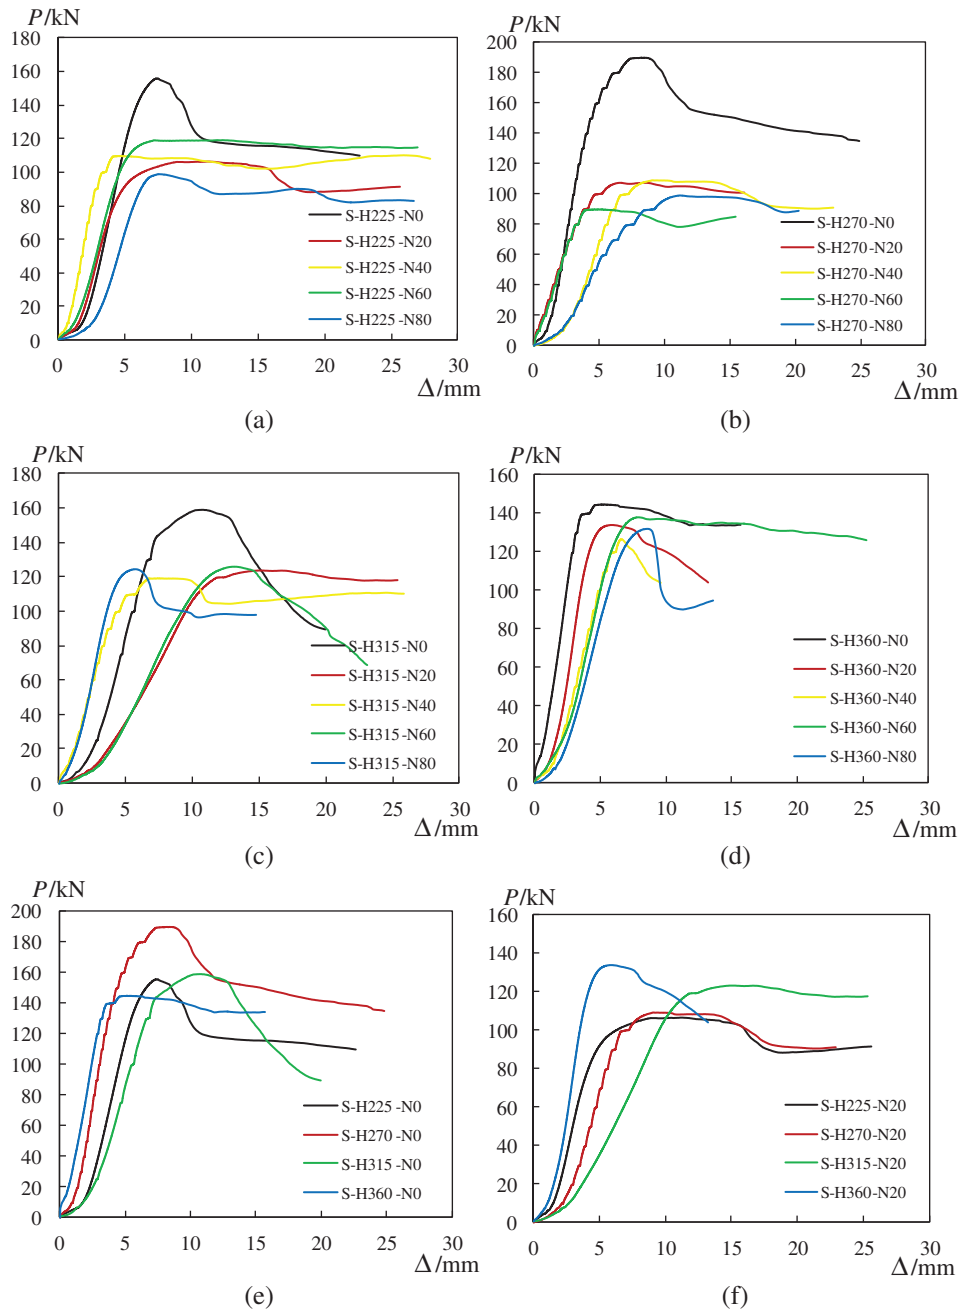 P/kN
180
160
140
120
100
80
60
40
20
0
S-H225-N0
S-H225-N20
S-H225-N40
S-H225-N60
S-H225-N80
0 5 10 15 20 25 30
Δ/mm
(a)
P/kN
200
180
160
140
120
100
80
60
40
20
0
S-H270-N0
S-H270-N20
S-H270-N40
S-H270-N60
S-H270-N80
0 5 10 15 20 25 30
Δ/mm
(b)
P/kN
180
160
140
120
100
80
60
40
20
0
S-H315-N0
S-H315-N20
S-H315-N40
S-H315-N60
S-H315-N80
0 5 10 15 20 25 30
Δ/mm
(c)
P/kN
160
140
120
100
80
60
40
20
0
S-H360-N0
S-H360-N20
S-H360-N40
S-H360-N60
S-H360-N80
0 5 10 15 20 25 30
Δ/mm
(d)
P/kN
200
180
160
140
120
100
80
60
40
20
0
S-H225-N0
S-H270-N0
S-H315-N0
S-H360-N0
0 5 10 15 20 25 30
Δ/mm
(e)
P/kN
160
140
120
100
80
60
40
20
0
S-H225-N20
S-H270-N20
S-H315-N20
S-H360-N20
0 5 10 15 20 25 30
Δ/mm
(f)